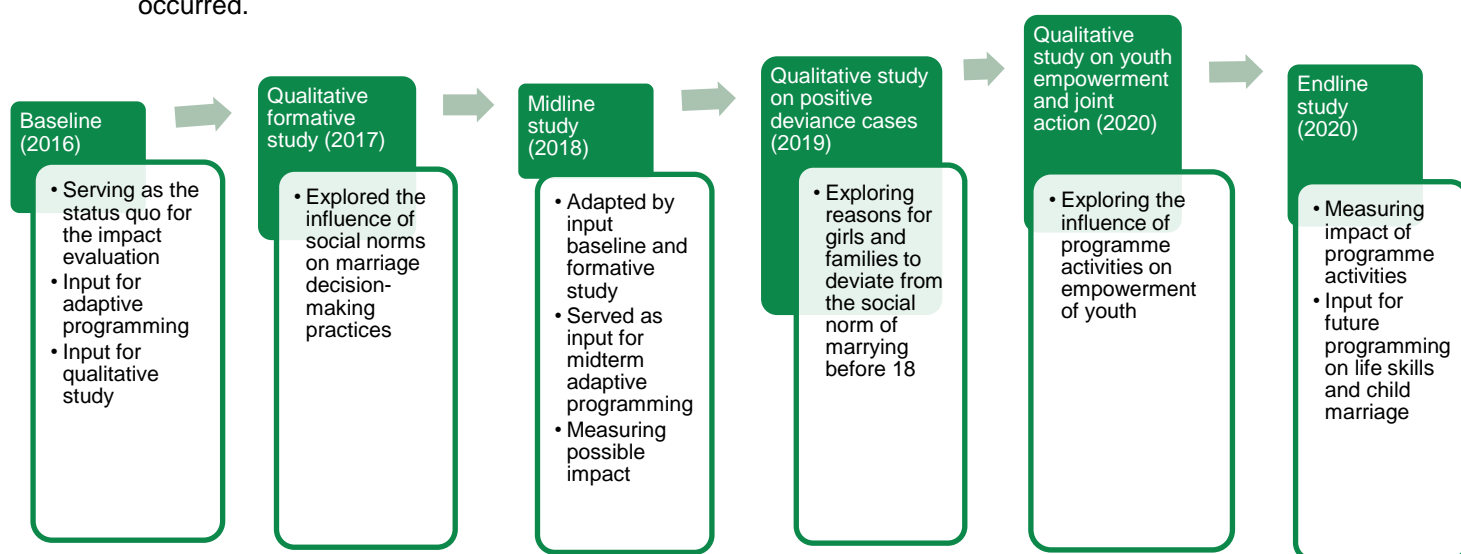 occurred.
Baseline
(2016)
• Serving as the
status quo for
the impact
evaluation
• Input for
adaptive
programming
• Input for
qualitative
study
Qualitative
formative
study (2017)
• Explored the
influence of
social norms
on marriage
decision-
making
practices
Midline
study
(2018)
• Adapted by
input
baseline and
formative
study
• Served as
input for
midterm
adaptive
programming
• Measuring
possible
impact
Qualitative study
on positive
deviance cases
(2019)
• Exploring
reasons for
girls and
families to
deviate from
the social
norm of
marrying
before 18
Qualitative
study on youth
empowerment
and joint
action (2020)
• Exploring the
influence of
programme
activities on
empowerment
of youth
Endline
study
(2020)
• Measuring
impact of
programme
activities
• Input for
future
programming
on life skills
and child
marriage